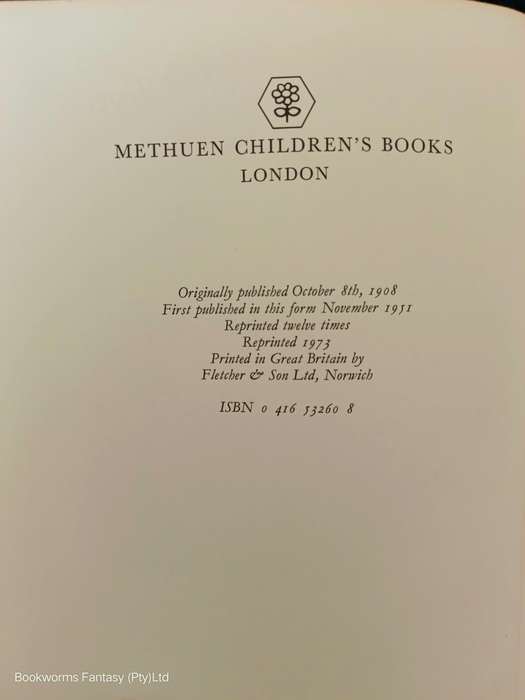 METHUEN CHILDREN'S BOOKS
LONDON
Originally published October 8th, 1908
First published in this form November 1951
Reprinted twelve times
Reprinted 1973
Printed in Great Britain by
Fletcher & Son Ltd, Norwich
ISBN 0 416 53260 8
Bookworms Fantasy (Pty)Ltd